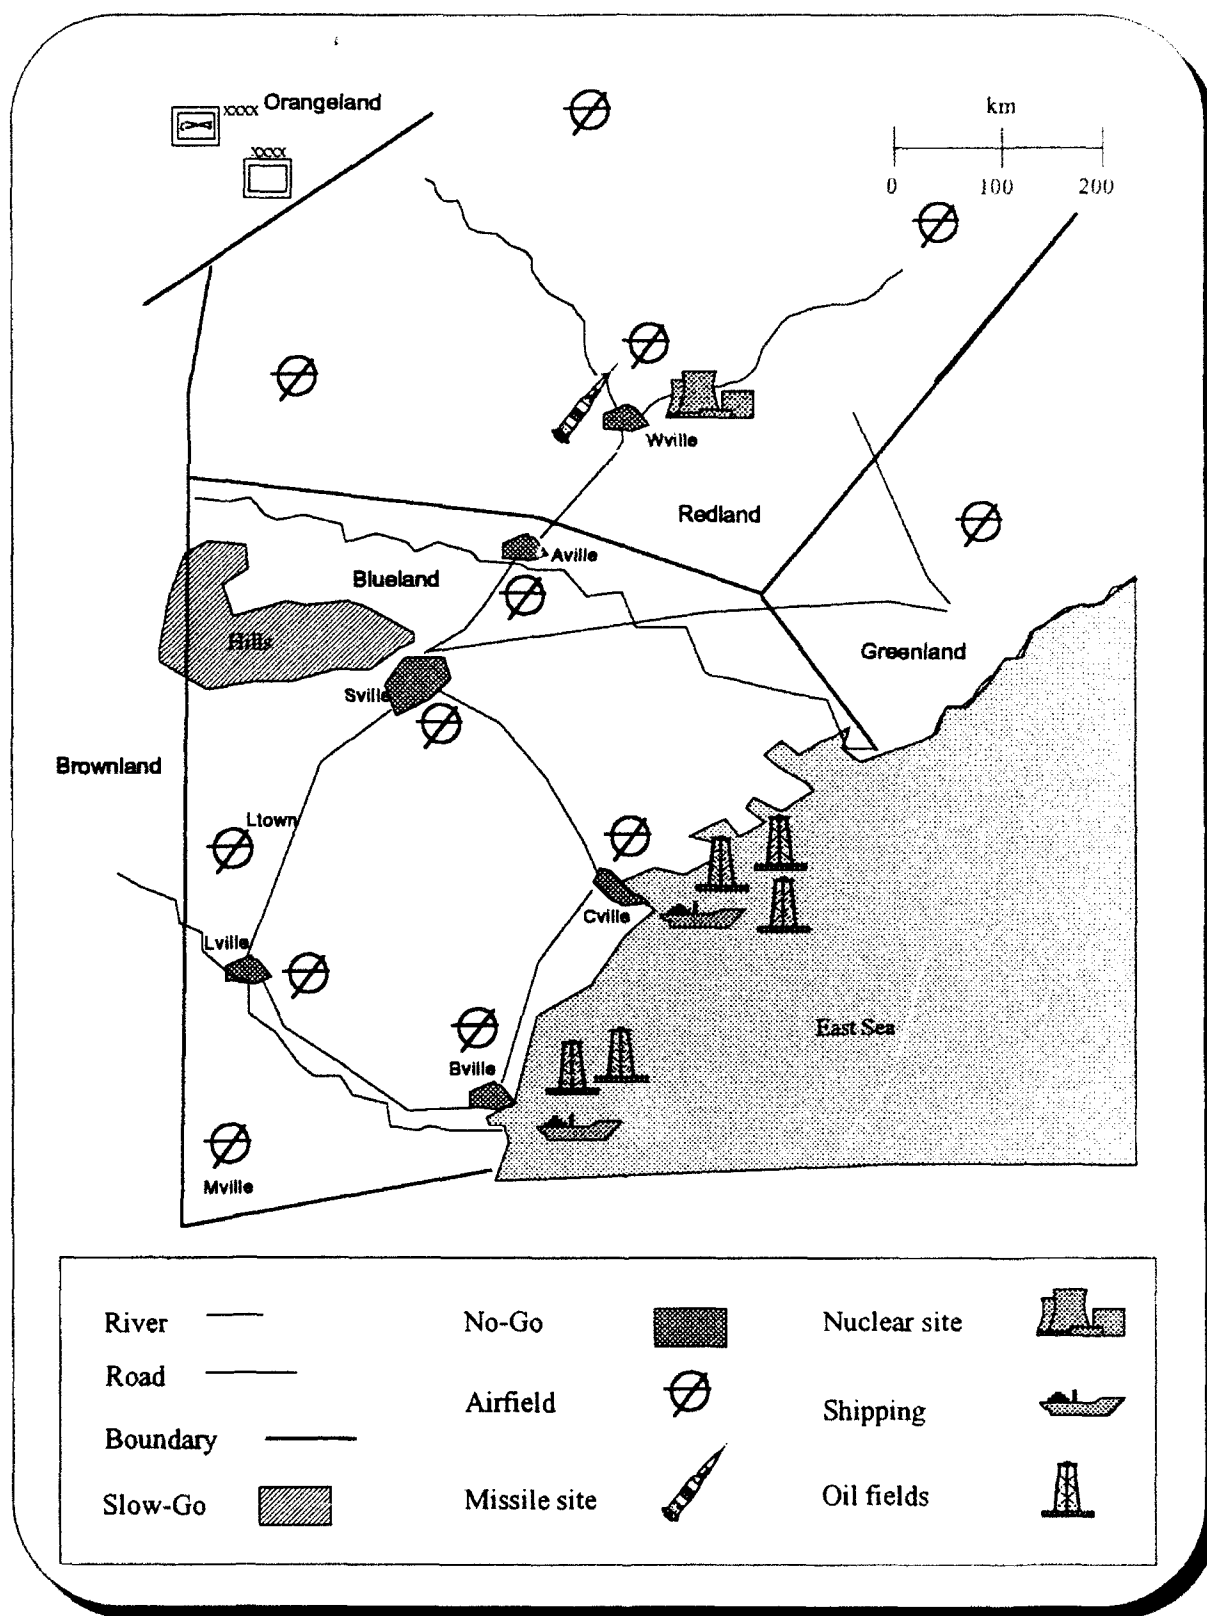 xxxx Orangeland
xxxx
km
0 100 200
Wville
Redland
Aville
Blueland
Hills
Greenland
Sville
Brownland
Ltown
Cville
Lville
East Sea
Bville
Mville
River
No-Go
Nuclear site
Road
Airfield
Shipping
Boundary
Missile site
Oil fields
Slow-Go